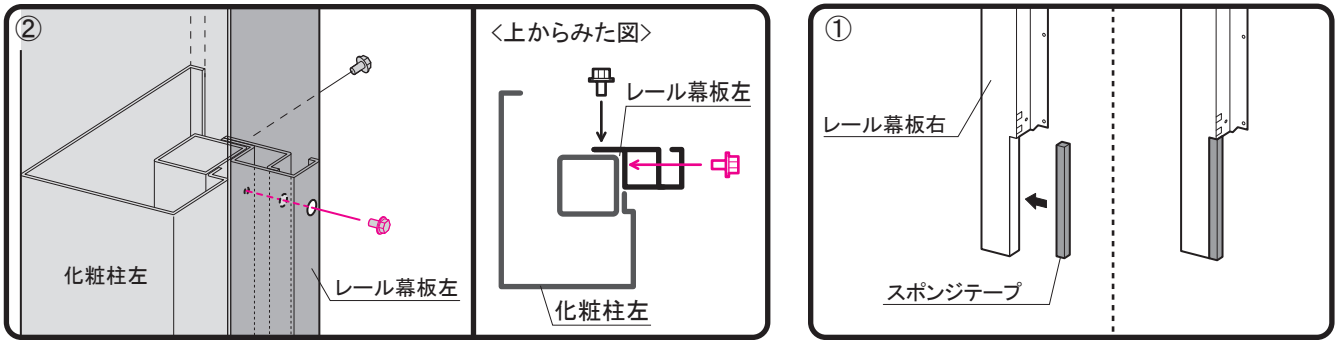 ②
化粧柱左
レール幕板左
<上からみた図>
レール幕板左
化粧柱左
①
レール幕板右
スポンジテープ